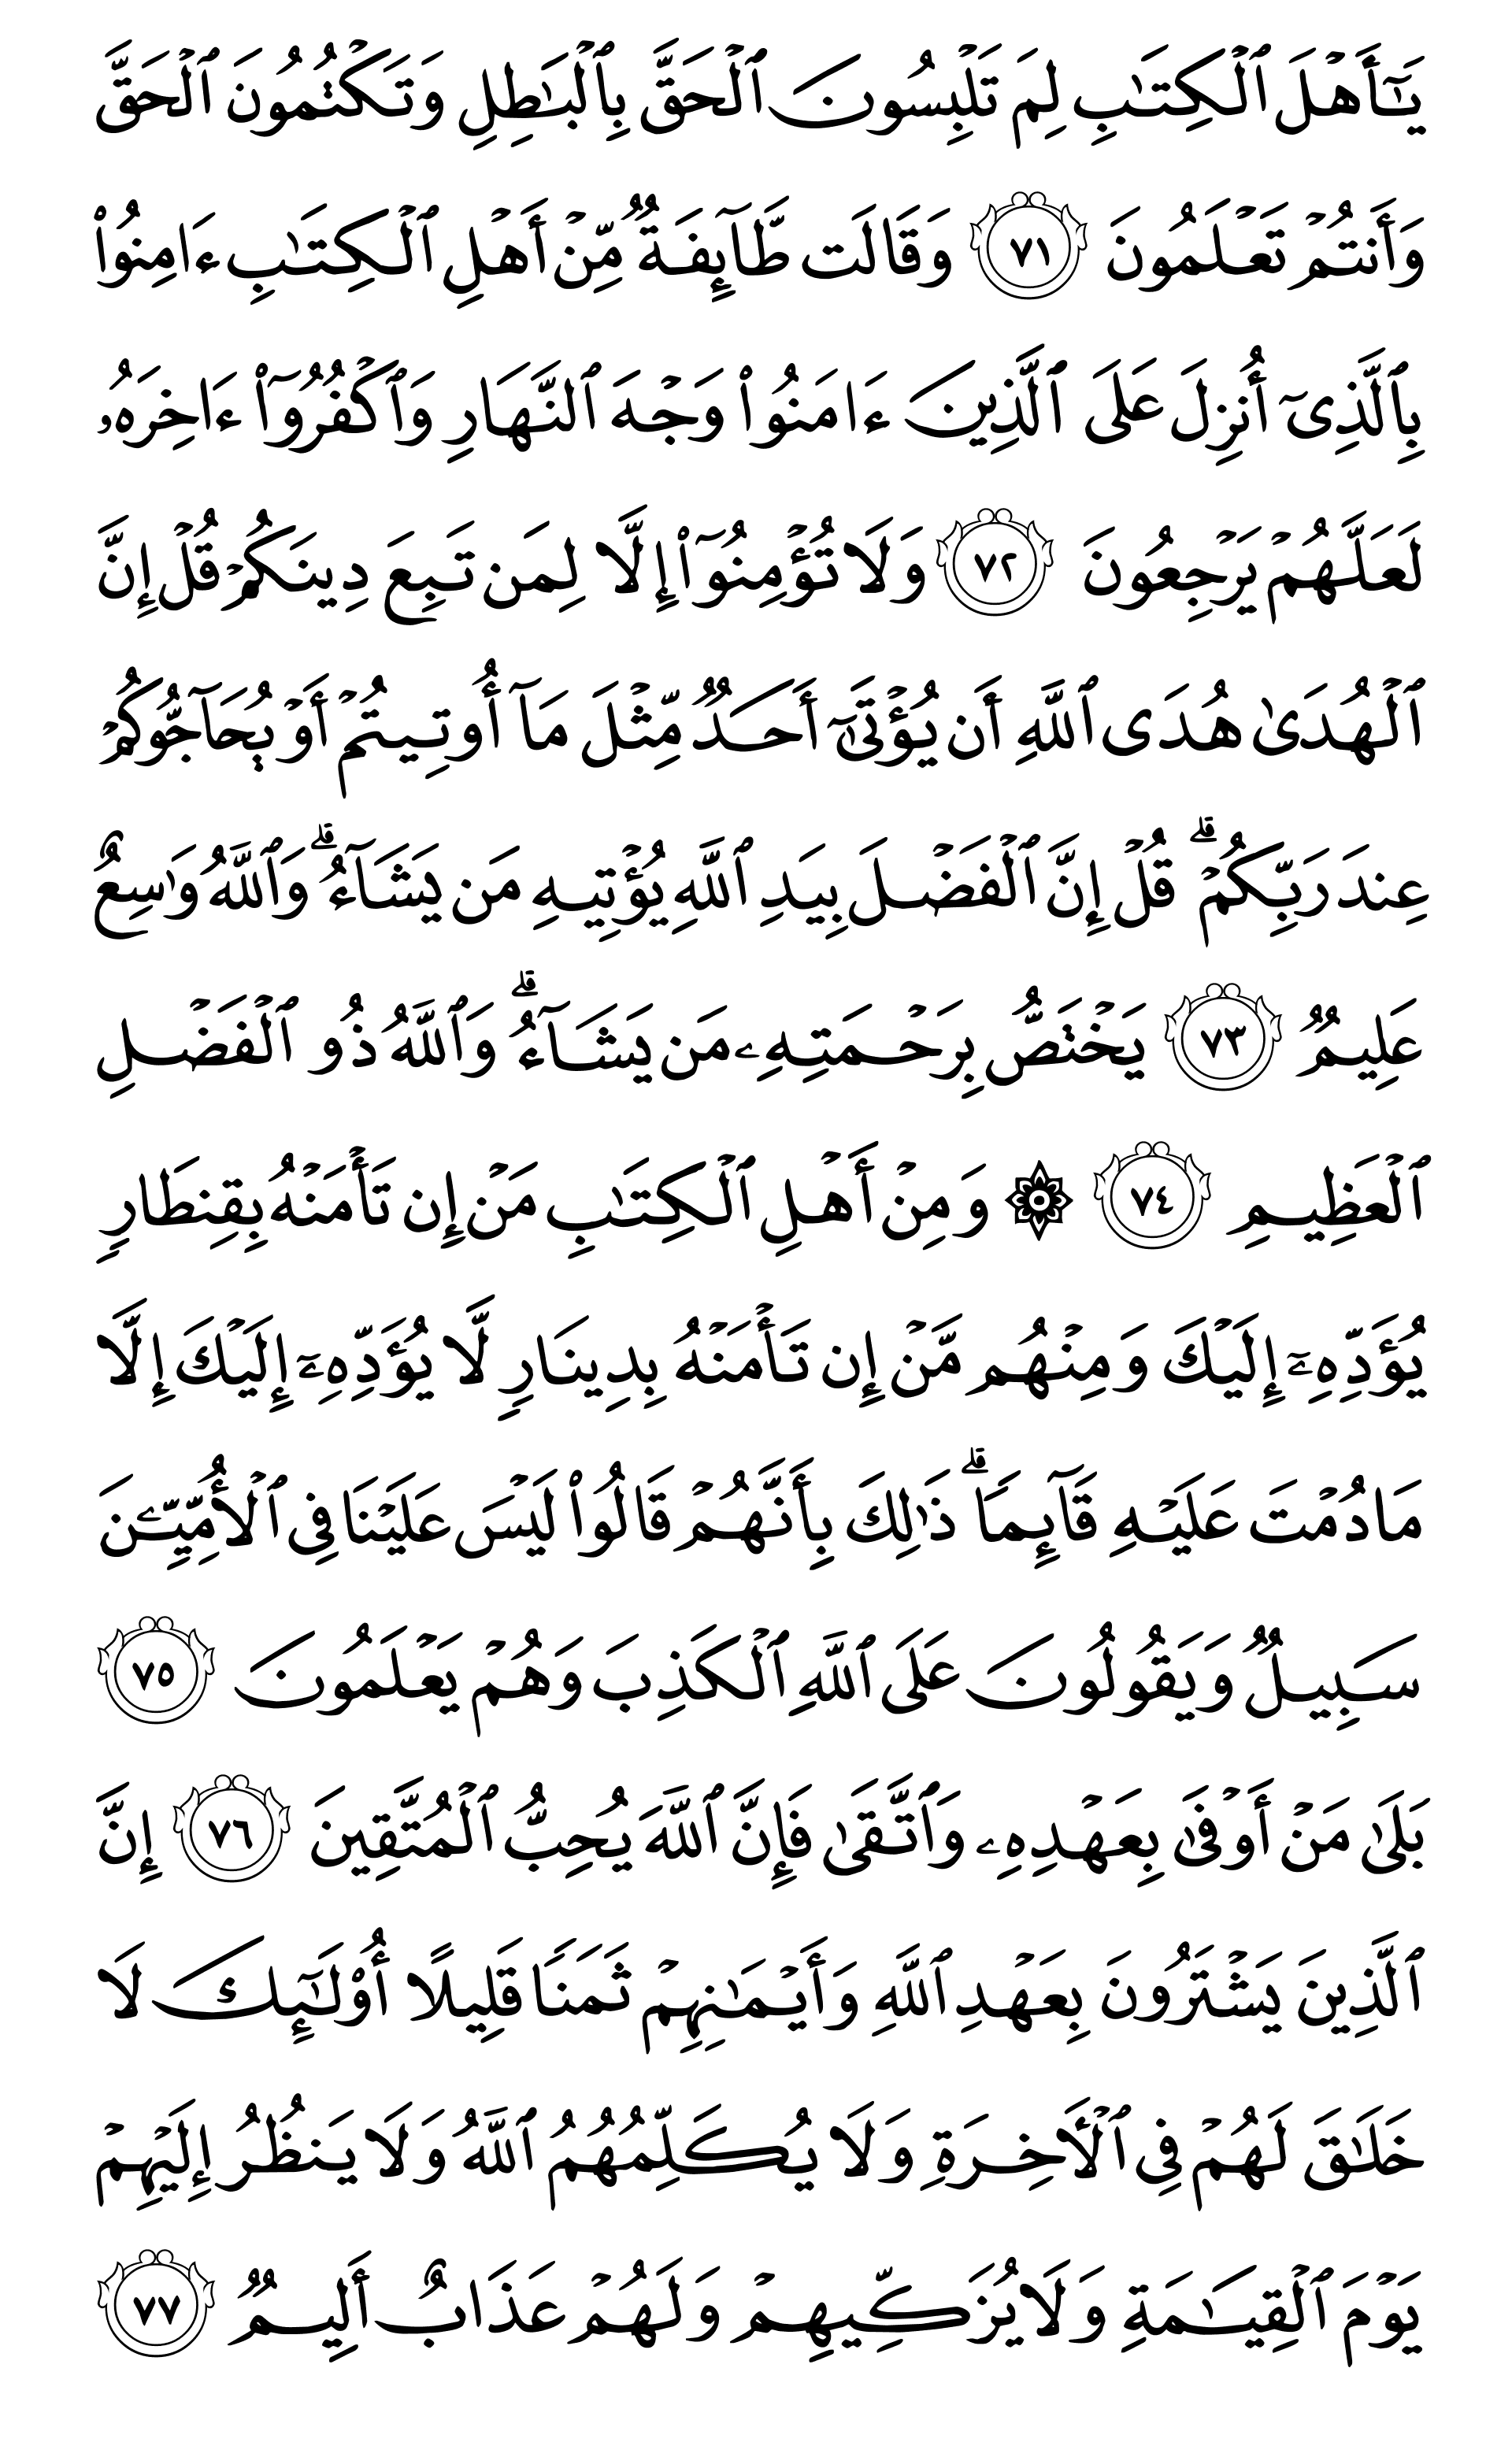 يَـٰٓأَهۡلَ ٱلۡكِتَـٰبِ لِمَ تَلۡبِسُونَ ٱلۡحَقَّ بِٱلۡبَـٰطِلِ وَتَكۡتُمُونَ ٱلۡحَقَّ
وَأَنتُمۡ تَعۡلَمُونَ ٧١ وَقَالَت طَّآئِفَةٌ مِّنۡ أَهۡلِ ٱلۡكِتَـٰبِ ءَامِنُواْ
بِٱلَّذِىٓ أُنزِلَ عَلَى ٱلَّذِينَ ءَامَنُواْ وَجۡهَ ٱلنَّهَارِ وَٱكۡفُرُوٓاْ ءَاخِرَهُۥ
لَعَلَّهُمۡ يَرۡجِعُونَ ٧٢ وَلَا تُؤۡمِنُوٓاْ إِلَّا لِمَن تَبِعَ دِينَكُمۡ قُلۡ إِنَّ
ٱلۡهُدَىٰ هُدَى ٱللَّهِ أَن يُؤۡتَىٰٓ أَحَدٌ مِّثۡلَ مَآ أُوتِيتُمۡ أَوۡ يُحَآجُّوكُمۡ
عِندَ رَبِّكُمۡۗ قُلۡ إِنَّ ٱلۡفَضۡلَ بِيَدِ ٱللَّهِ يُؤۡتِيهِ مَن يَشَآءُۗ وَٱللَّهُ وَٰسِعٌ
عَلِيمٌ ٧٣ يَخۡتَصُّ بِرَحۡمَتِهِۦ مَن يَشَآءُۗ وَٱللَّهُ ذُو ٱلۡفَضۡلِ
ٱلۡعَظِيمِ ٧٤ ۞ وَمِنۡ أَهۡلِ ٱلۡكِتَـٰبِ مَنۡ إِن تَأۡمَنۡهُ بِقِنطَارٍ
يُؤَدِّهِۦٓ إِلَيۡكَ وَمِنۡهُم مَّنۡ إِن تَأۡمَنۡهُ بِدِينَارٍ لَّا يُؤَدِّهِۦٓ إِلَيۡكَ إِلَّا
مَا دُمۡتَ عَلَيۡهِ قَآئِمًاۗ ذَٰلِكَ بِأَنَّهُمۡ قَالُواْ لَيۡسَ عَلَيۡنَا فِى ٱلۡأُمِّيِّـۧنَ
سَبِيلٌ وَيَقُولُونَ عَلَى ٱللَّهِ ٱلۡكَذِبَ وَهُمۡ يَعۡلَمُونَ ٧٥
بَلَىٰ مَنۡ أَوۡفَىٰ بِعَهۡدِهِۦ وَٱتَّقَىٰ فَإِنَّ ٱللَّهَ يُحِبُّ ٱلۡمُتَّقِينَ ٧٦ إِنَّ
ٱلَّذِينَ يَشۡتَرُونَ بِعَهۡدِ ٱللَّهِ وَأَيۡمَـٰنِهِمۡ ثَمَنًا قَلِيلًا أُوْلَـٰٓئِكَ لَا
خَلَـٰقَ لَهُمۡ فِى ٱلۡأَخِرَةِ وَلَا يُكَلِّمُهُمُ ٱللَّهُ وَلَا يَنظُرُ إِلَيۡهِمۡ
يَوۡمَ ٱلۡقِيَـٰمَةِ وَلَا يُزَكِّيهِمۡ وَلَهُمۡ عَذَابٌ أَلِيمٌ ٧٧